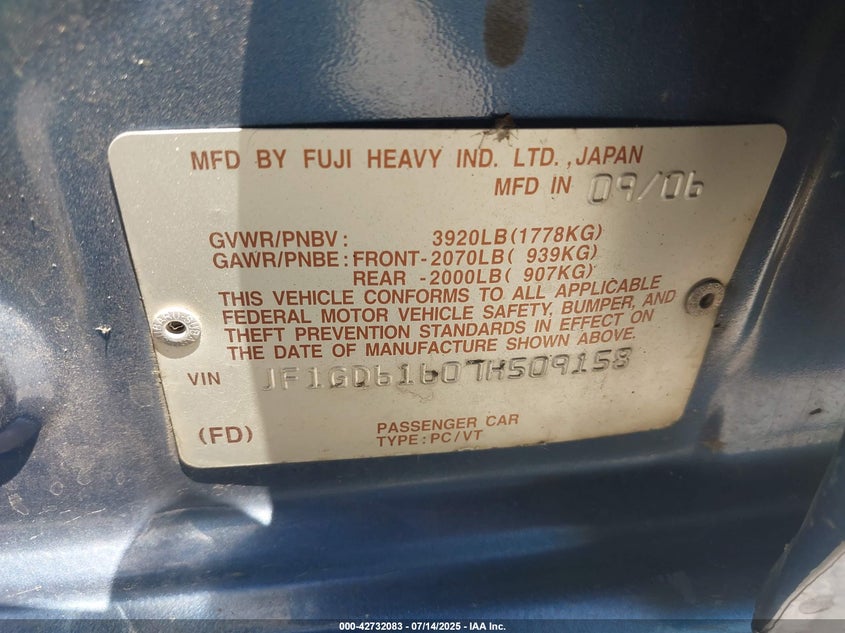 MFD BY FUJI HEAVY IND. LTD., JAPAN
MFD IN 09/06
GVWR/PNBV: 3920LB(1778KG)
GAWR/PNBE: FRONT-2070LB( 939KG)
REAR -2000LB( 907KG)
THIS VEHICLE CONFORMS TO ALL APPLICABLE
FEDERAL MOTOR VEHICLE SAFETY, BUMPER, AND
THEFT PREVENTION STANDARDS IN EFFECT ON
THE DATE OF MANUFACTURE SHOWN ABOVE.
VIN JF1GD61607H509158
(FD)
PASSENGER CAR
TYPE: PC/VT
000-42732083 - 07/14/2025 - IAA Inc.